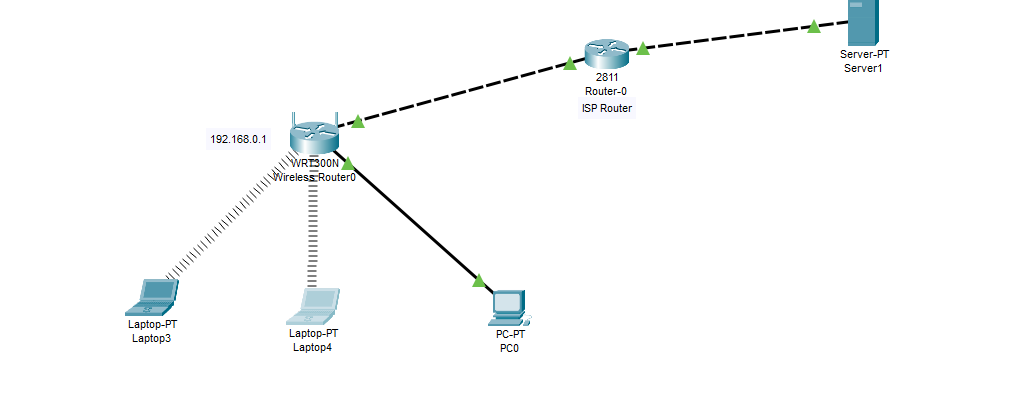 Server-PT
Server1
2811
Router-0
ISP Router
192.168.0.1
WRT300N
Wireless Router0
Laptop-PT
Laptop3
Laptop-PT
Laptop4
PC-PT
PC0